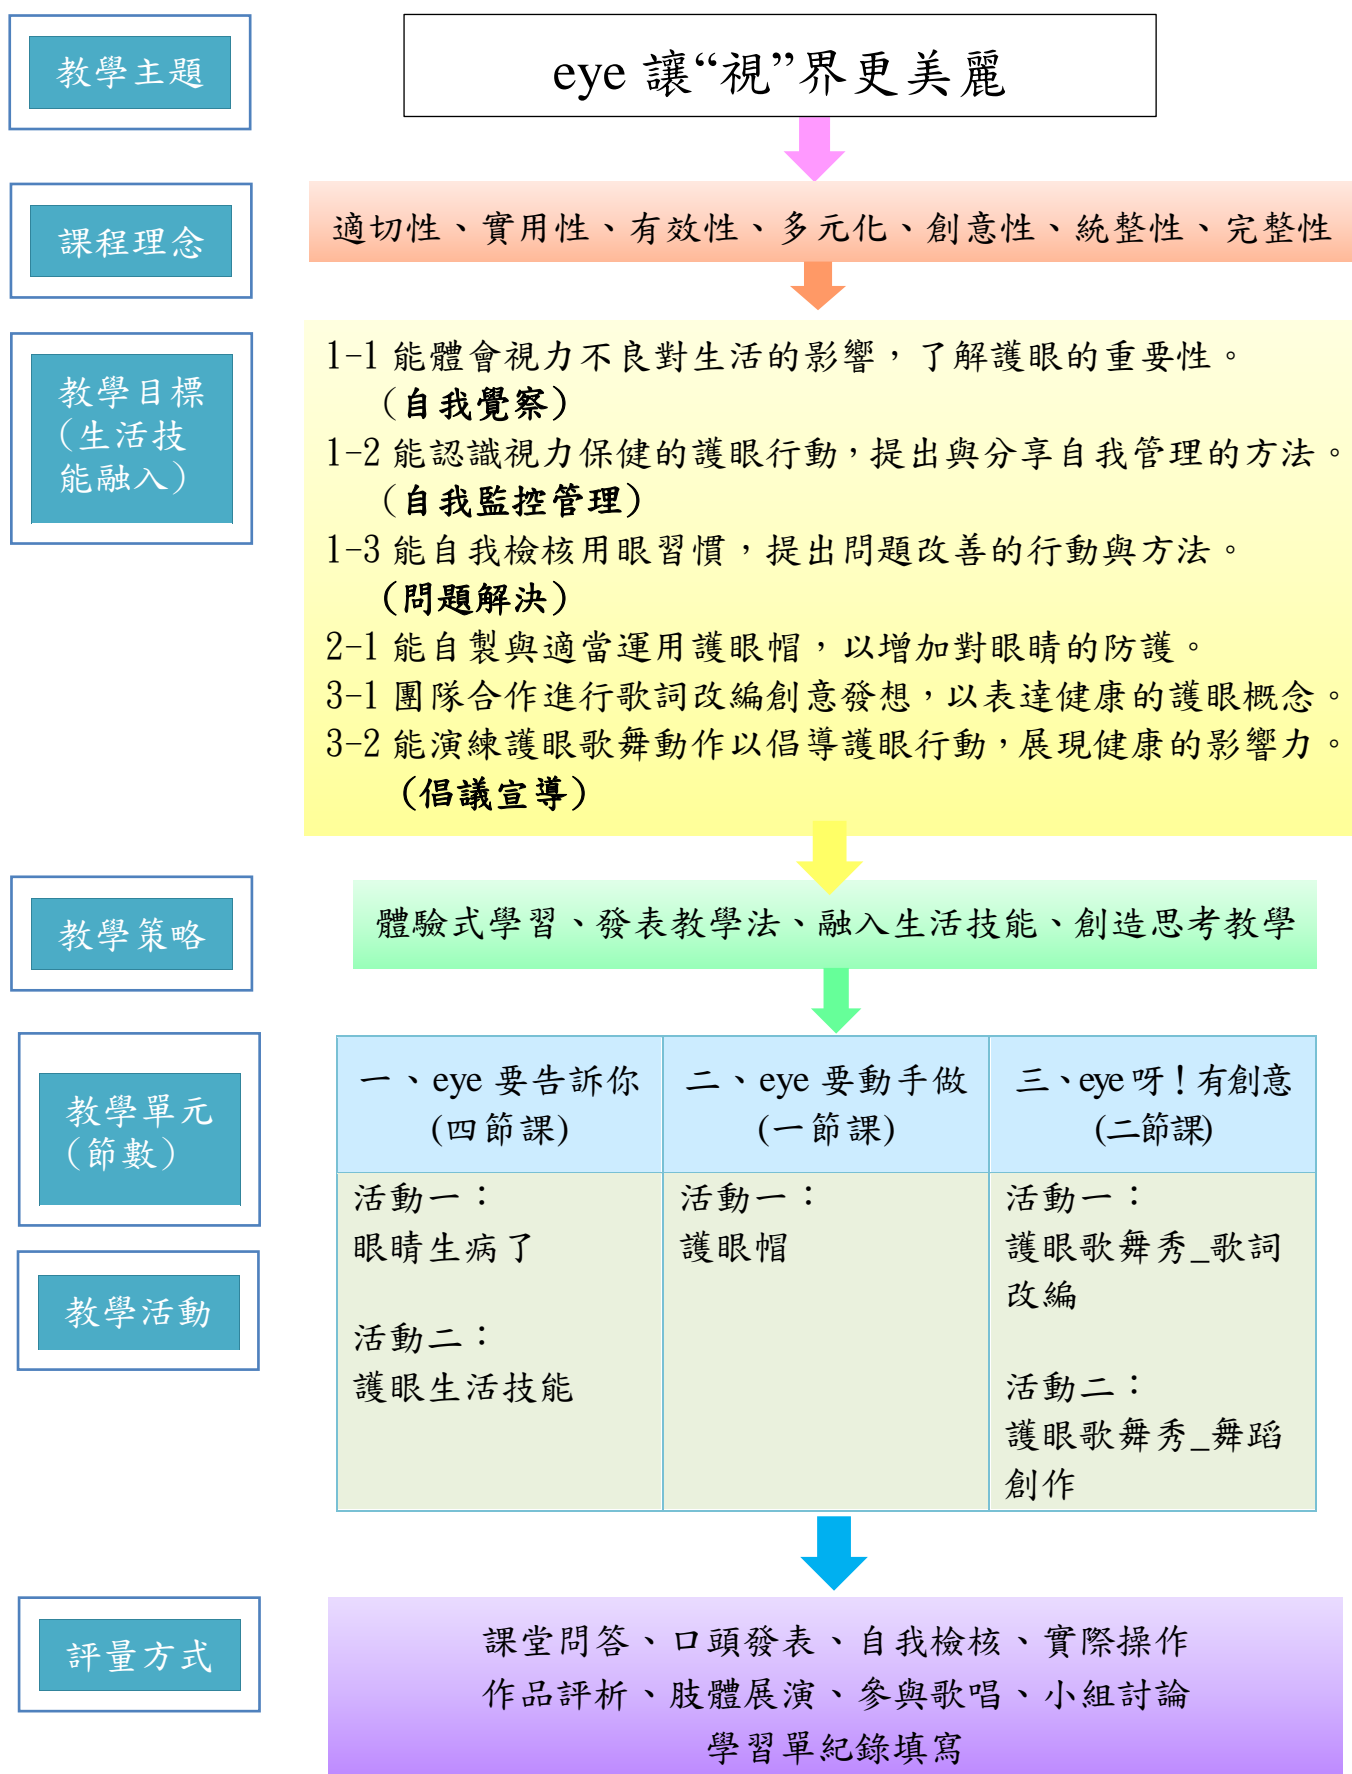 教學主題
eye 讓“視”界更美麗
課程理念
適切性、實用性、有效性、多元化、創意性、統整性、完整性
教學目標
(生活技
能融入)
1-1 能體會視力不良對生活的影響，了解護眼的重要性。
(自我覺察)
1-2 能認識視力保健的護眼行動，提出與分享自我管理的方法。
(自我監控管理)
1-3 能自我檢核用眼習慣，提出問題改善的行動與方法。
(問題解決)
2-1 能自製與適當運用護眼帽，以增加對眼睛的防護。
3-1 團隊合作進行歌詞改編創意發想，以表達健康的護眼概念。
3-2 能演練護眼歌舞動作以倡導護眼行動，展現健康的影響力。
(倡議宣導)
教學策略
體驗式學習、發表教學法、融入生活技能、創造思考教學
教學單元
(節數)
一、eye 要告訴你
(四節課)
二、eye 要動手做
(一節課)
三、eye 呀！有創意
(二節課)
教學活動
活動一：
眼睛生病了
活動二：
護眼生活技能
活動一：
護眼帽
活動一：
護眼歌舞秀_歌詞
改編
活動二：
護眼歌舞秀_舞蹈
創作
評量方式
課堂問答、口頭發表、自我檢核、實際操作
作品評析、肢體展演、參與歌唱、小組討論
學習單紀錄填寫